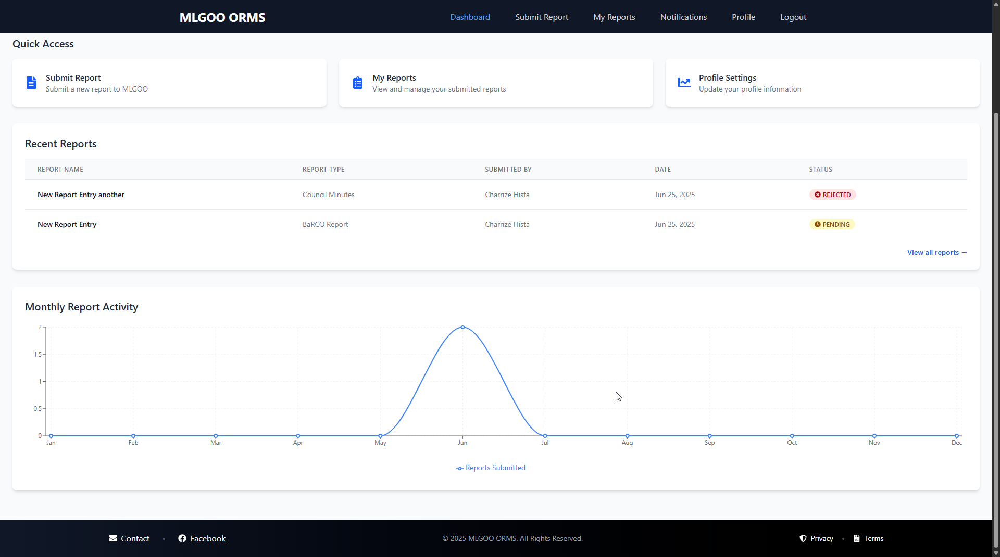 MLGOO ORMS
Dashboard Submit Report My Reports Notifications Profile Logout
Quick Access
Submit Report
Submit a new report to MLGOO
My Reports
View and manage your submitted reports
Profile Settings
Update your profile information
Recent Reports
REPORT NAME REPORT TYPE SUBMITTED BY DATE STATUS
New Report Entry another Council Minutes Charrize Hista Jun 25, 2025 REJECTED
New Report Entry BaRCO Report Charrize Hista Jun 25, 2025 PENDING
View all reports →
Monthly Report Activity
2
1.5
1
0.5
0
Jan Feb Mar Apr May Jun Jul Aug Sep Oct Nov Dec
Reports Submitted
Contact • Facebook
© 2025 MLGOO ORMS. All Rights Reserved.
Privacy • Terms